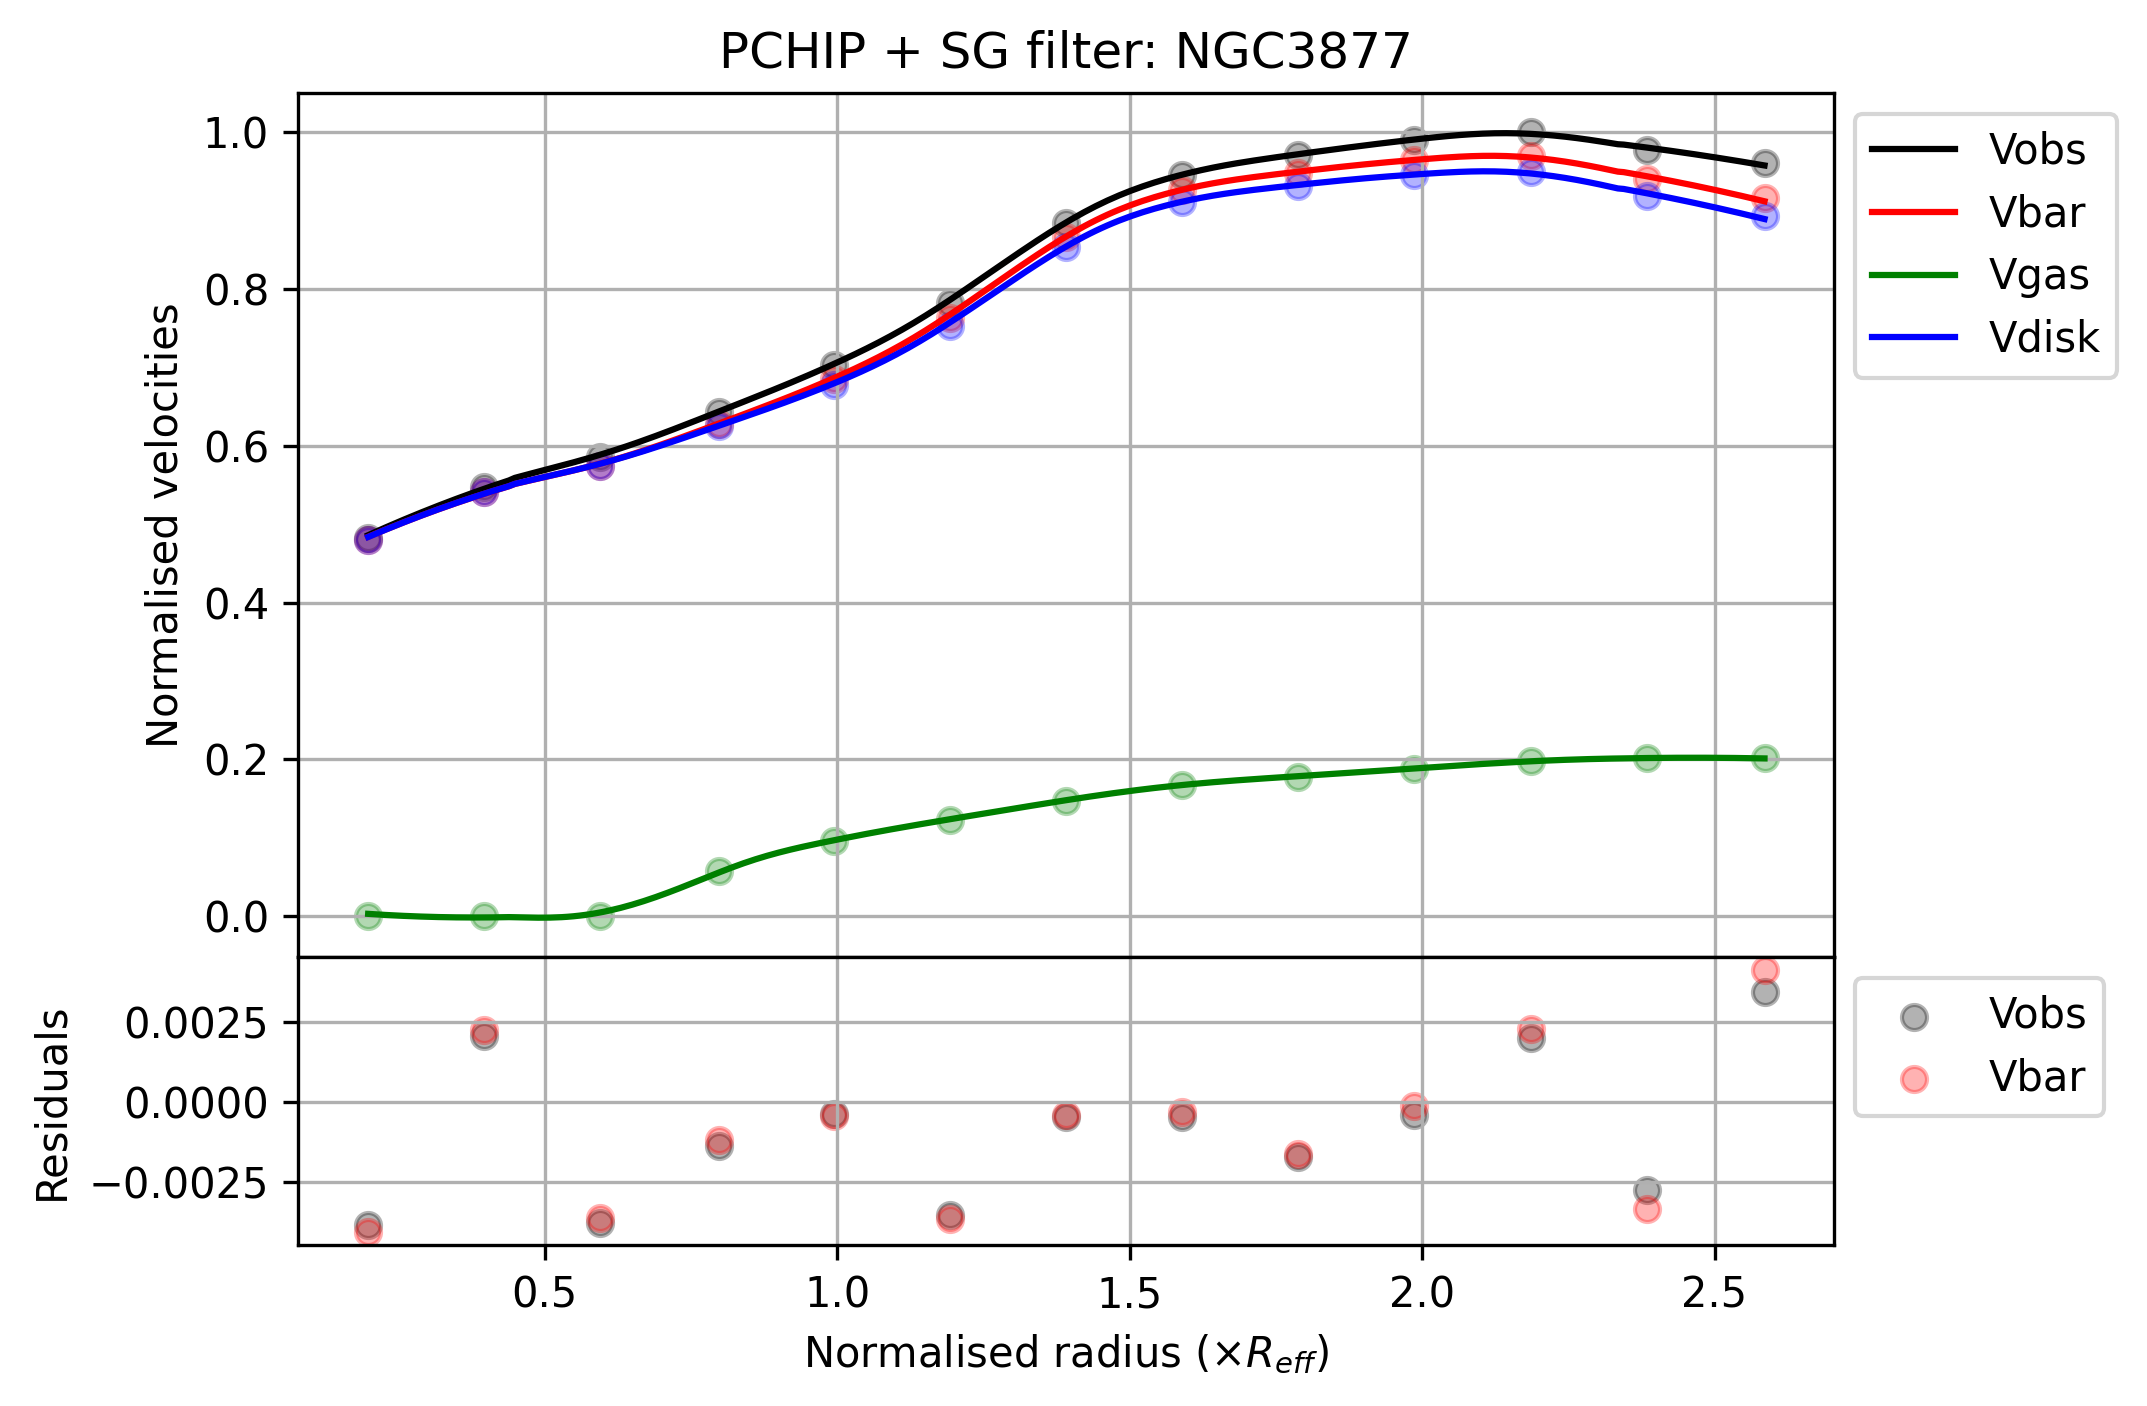 PCHIP + SG filter: NGC3877
Normalised velocities
1.0
0.8
0.6
0.4
0.2
0.0
Vobs
Vbar
Vgas
Vdisk
Residuals
0.0025
0.0000
−0.0025
Vobs
Vbar
0.5 1.0 1.5 2.0 2.5
Normalised radius (×R_eff)